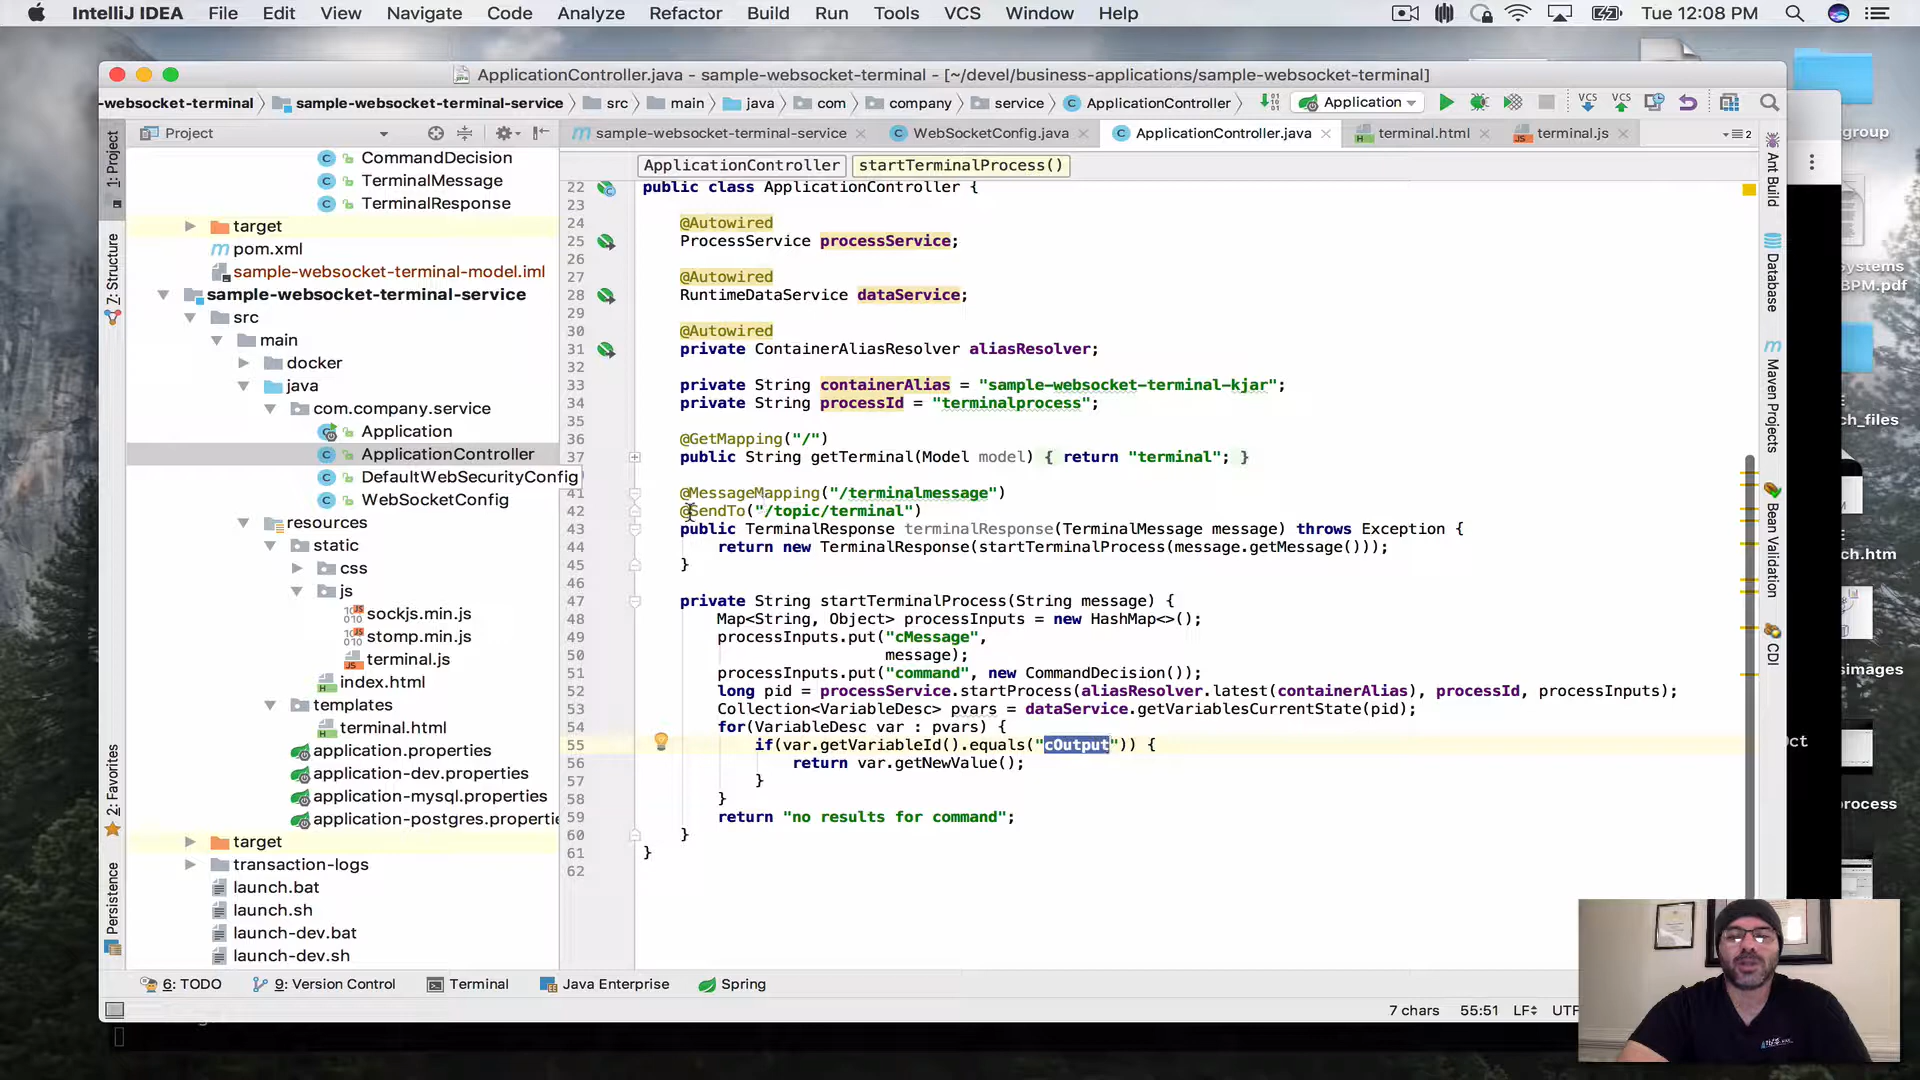 IntelliJ IDEA File Edit View Navigate Code Analyze Refactor Build Run Tools VCS Window Help Tue 12:08 PM
ApplicationController.java - sample-websocket-terminal - [~/devel/business-applications/sample-websocket-terminal]
-websocket-terminal sample-websocket-terminal-service src main java com company service ApplicationController Application
Project
sample-websocket-terminal-service WebSocketConfig.java ApplicationController.java terminal.html terminal.js
ApplicationController startTerminalProcess()
1: Project
7: Structure
2: Favorites
Persistence
CommandDecision
TerminalMessage
TerminalResponse
target
pom.xml
sample-websocket-terminal-model.iml
sample-websocket-terminal-service
src
main
docker
java
com.company.service
Application
ApplicationController
DefaultWebSecurityConfig
WebSocketConfig
resources
static
css
js
sockjs.min.js
stomp.min.js
terminal.js
index.html
templates
terminal.html
application.properties
application-dev.properties
application-mysql.properties
application-postgres.propertie
target
transaction-logs
launch.bat
launch.sh
launch-dev.bat
launch-dev.sh
22 public class ApplicationController {
23
24 @Autowired
25 ProcessService processService;
26
27 @Autowired
28 RuntimeDataService dataService;
29
30 @Autowired
31 private ContainerAliasResolver aliasResolver;
32
33 private String containerAlias = "sample-websocket-terminal-kjar";
34 private String processId = "terminalprocess";
35
36 @GetMapping("/")
37 public String getTerminal(Model model) { return "terminal"; }
41 @MessageMapping("/terminalmessage")
42 @SendTo("/topic/terminal")
43 public TerminalResponse terminalResponse(TerminalMessage message) throws Exception {
44 return new TerminalResponse(startTerminalProcess(message.getMessage()));
45 }
46
47 private String startTerminalProcess(String message) {
48 Map<String, Object> processInputs = new HashMap<>();
49 processInputs.put("cMessage",
50 message);
51 processInputs.put("command", new CommandDecision());
52 long pid = processService.startProcess(aliasResolver.latest(containerAlias), processId, processInputs);
53 Collection<VariableDesc> pvars = dataService.getVariablesCurrentState(pid);
54 for(VariableDesc var : pvars) {
55 if(var.getVariableId().equals("cOutput")) {
56 return var.getNewValue();
57 }
58 }
59 return "no results for command";
60 }
61 }
62
Ant Build
Database
Maven Projects
Bean Validation
CDI
group
Systems
BPM.pdf
ch_files
ch.htm
simages
Oct
process
6: TODO 9: Version Control Terminal Java Enterprise Spring
7 chars 55:51 LF UTF